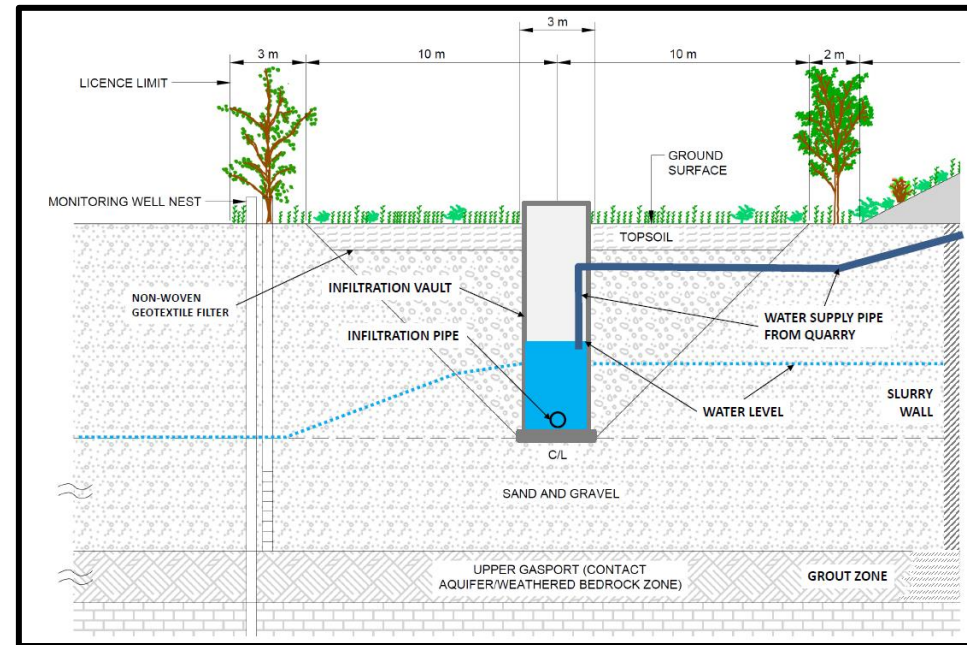 3 m
3 m
10 m
10 m
2 m
LICENCE LIMIT
GROUND
SURFACE
MONITORING WELL NEST
TOPSOIL
NON-WOVEN
GEOTEXTILE FILTER
INFILTRATION VAULT
INFILTRATION PIPE
WATER SUPPLY PIPE
FROM QUARRY
WATER LEVEL
SLURRY
WALL
C/L
SAND AND GRAVEL
UPPER GASPORT (CONTACT
AQUIFER/WEATHERED BEDROCK ZONE)
GROUT ZONE